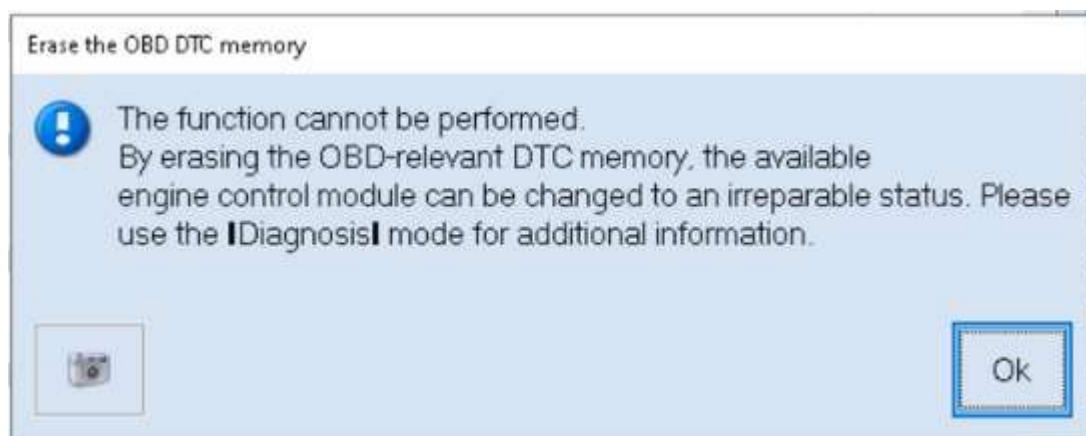 Erase the OBD DTC memory
The function cannot be performed.
By erasing the OBD-relevant DTC memory, the available
engine control module can be changed to an irreparable status. Please
use the ❙Diagnosis❙ mode for additional information.
Ok